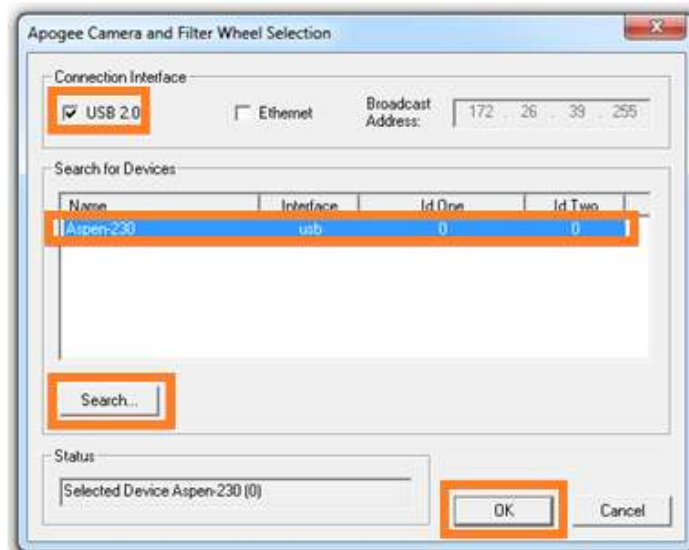 Apogee Camera and Filter Wheel Selection
Connection Interface
USB 2.0 Ethernet Broadcast Address: 172 . 26 . 39 . 255
Search for Devices
Name Interface Id One Id Two
Aspen-230 usb 0 0
Search...
Status
Selected Device Aspen-230 (0)
OK Cancel